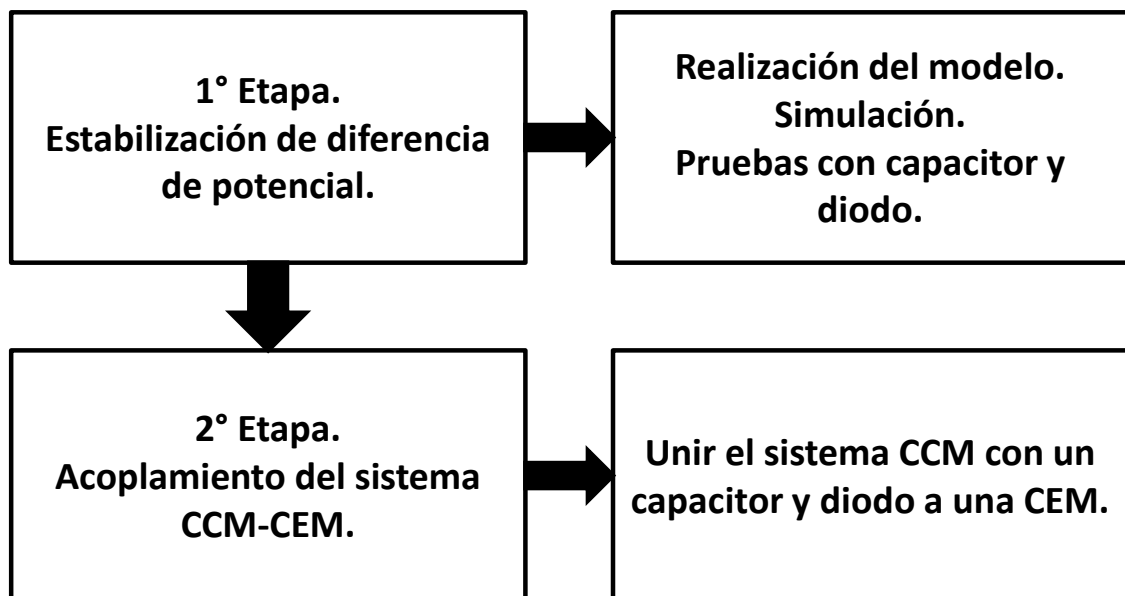 1° Etapa.
Estabilización de diferencia
de potencial.
Realización del modelo.
Simulación.
Pruebas con capacitor y
diodo.
2° Etapa.
Acoplamiento del sistema
CCM-CEM.
Unir el sistema CCM con un
capacitor y diodo a una CEM.